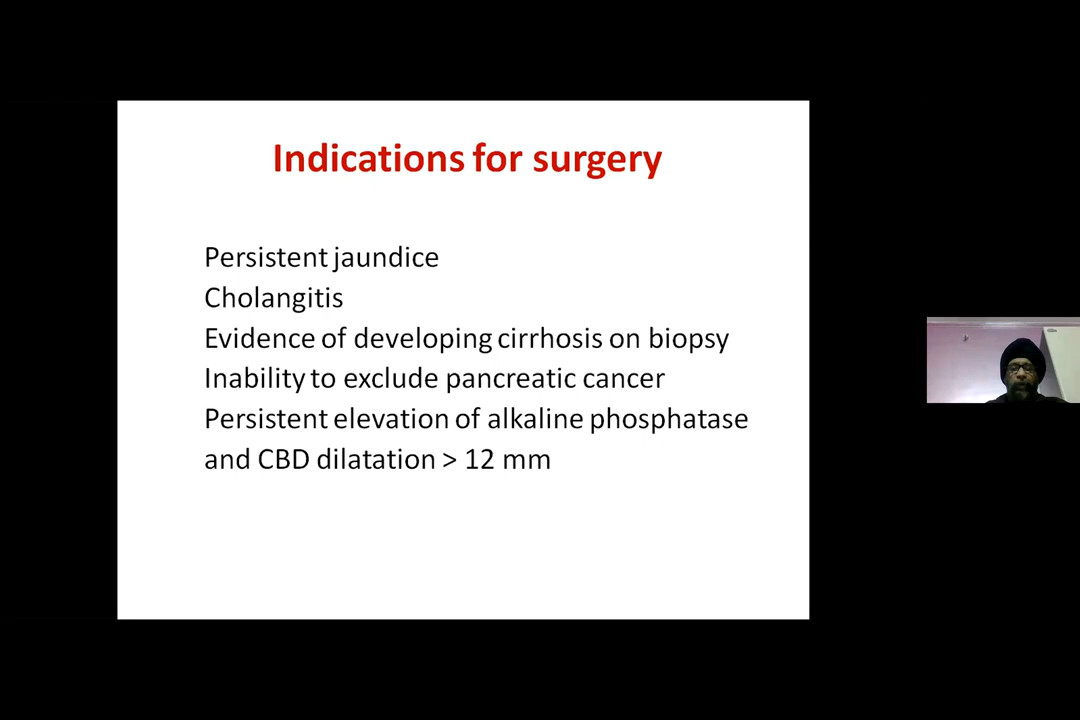 Indications for surgery
Persistent jaundice
Cholangitis
Evidence of developing cirrhosis on biopsy
Inability to exclude pancreatic cancer
Persistent elevation of alkaline phosphatase
and CBD dilatation > 12 mm